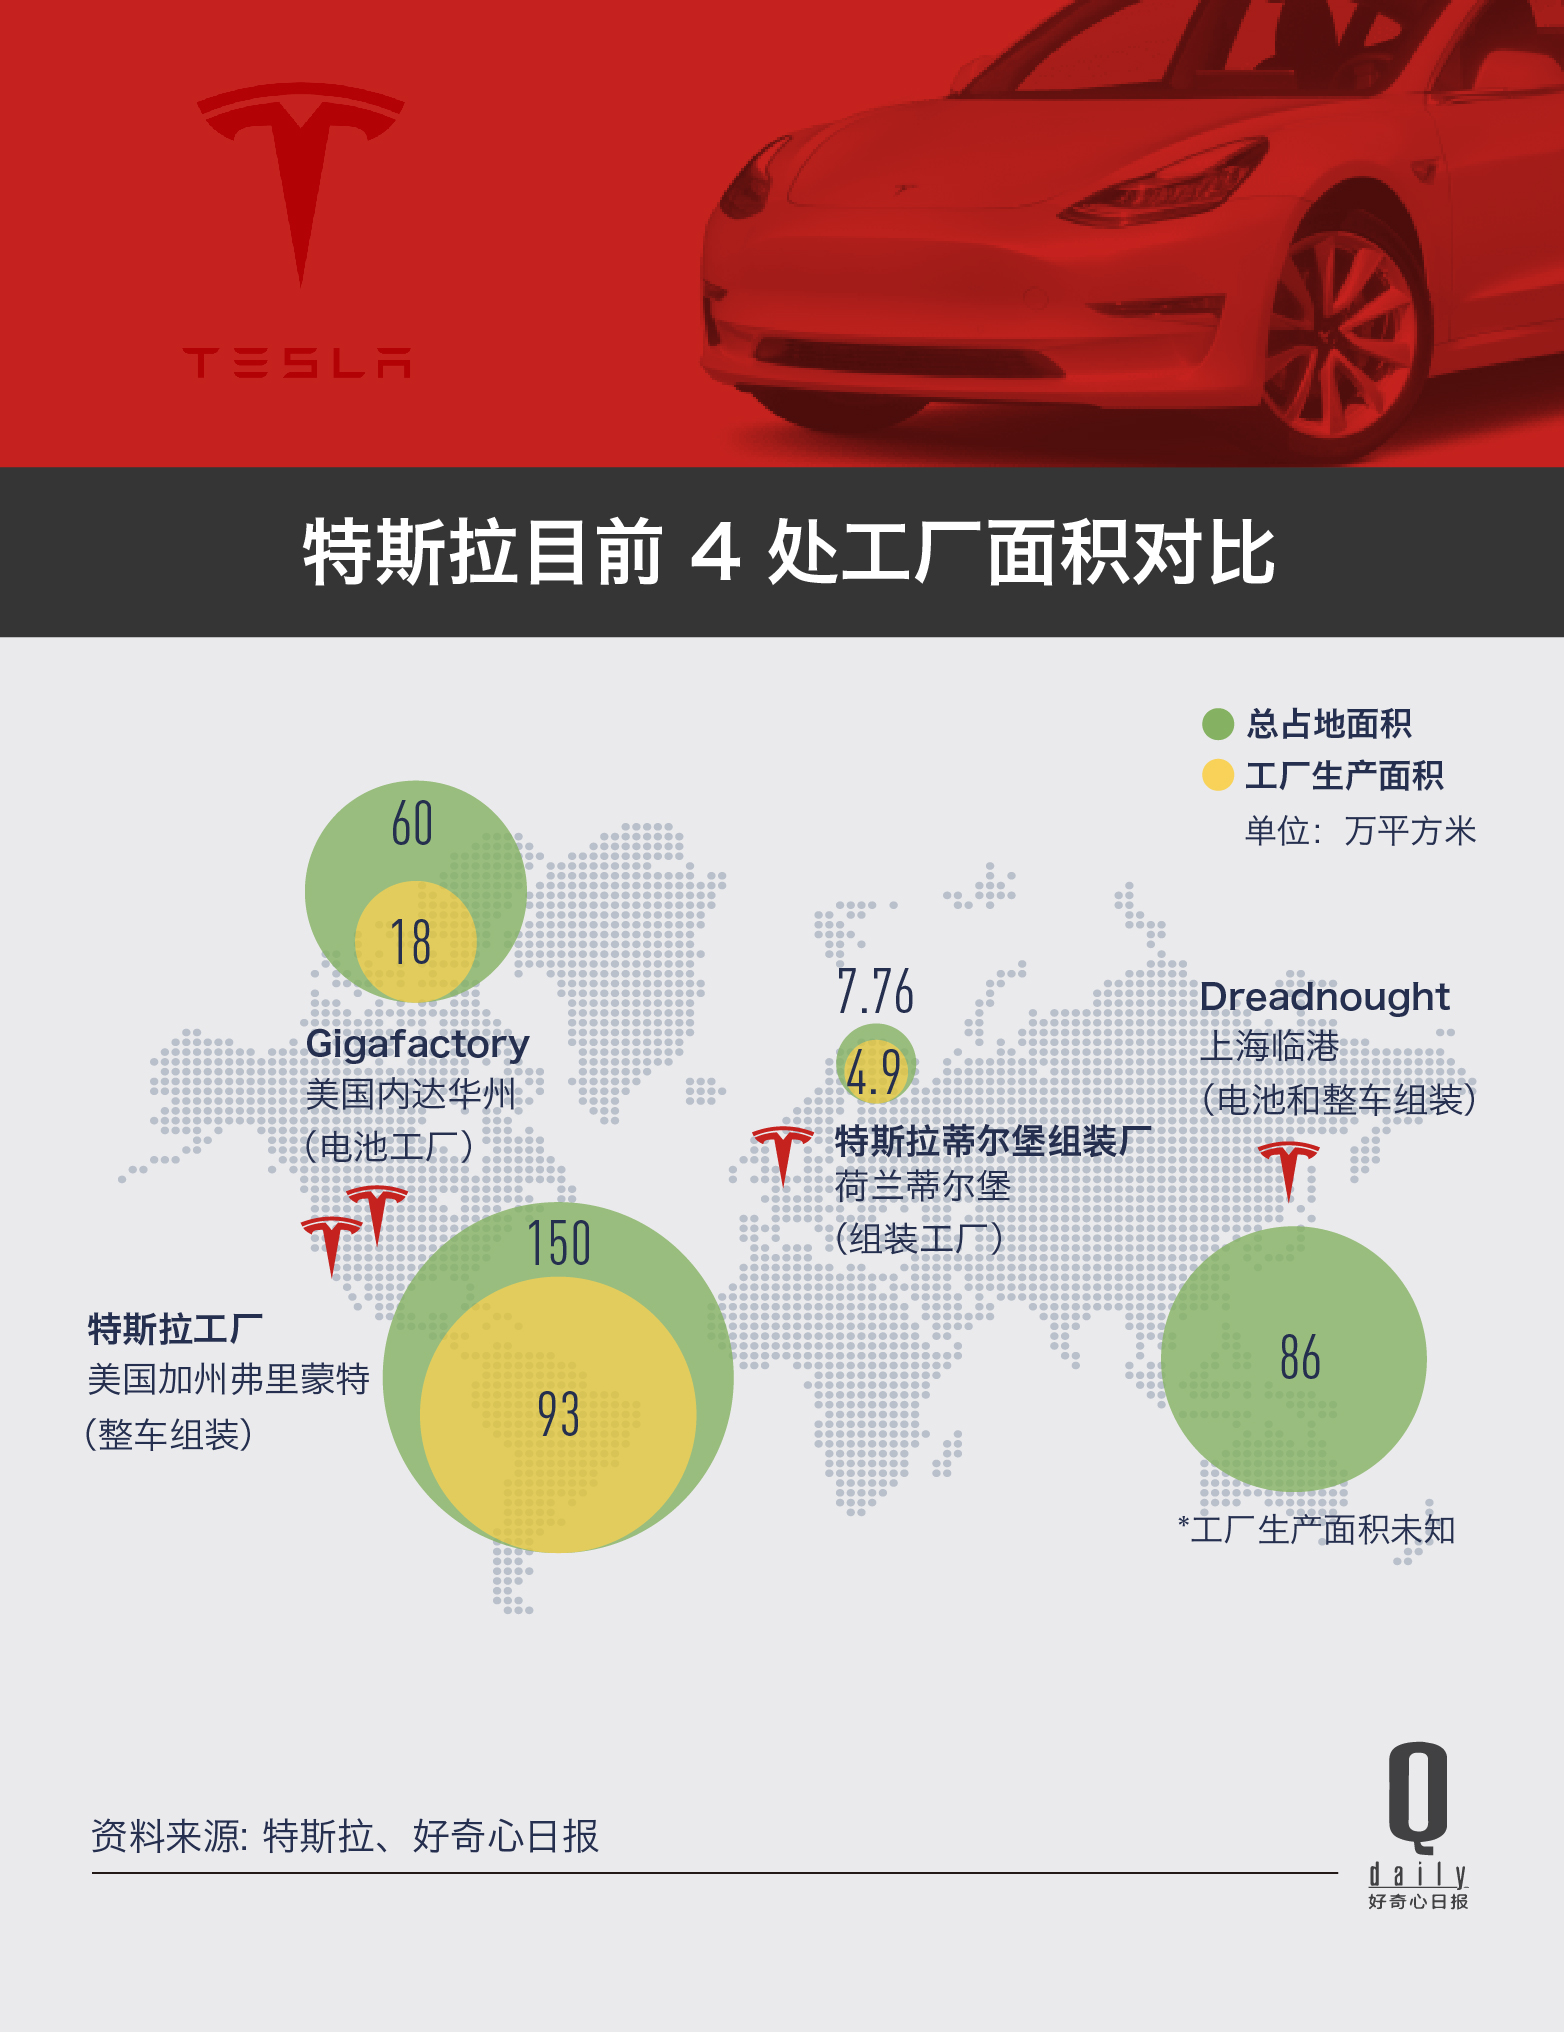 TESLA
特斯拉目前 4 处工厂面积对比
总占地面积
工厂生产面积
单位：万平方米
60
18
Gigafactory
美国内达华州
（电池工厂）
7.76
4.9
特斯拉蒂尔堡组装厂
荷兰蒂尔堡
（组装工厂）
Dreadnought
上海临港
（电池和整车组装）
150
93
特斯拉工厂
美国加州弗里蒙特
（整车组装）
86
*工厂生产面积未知
资料来源: 特斯拉、好奇心日报
Q
daily
好奇心日报